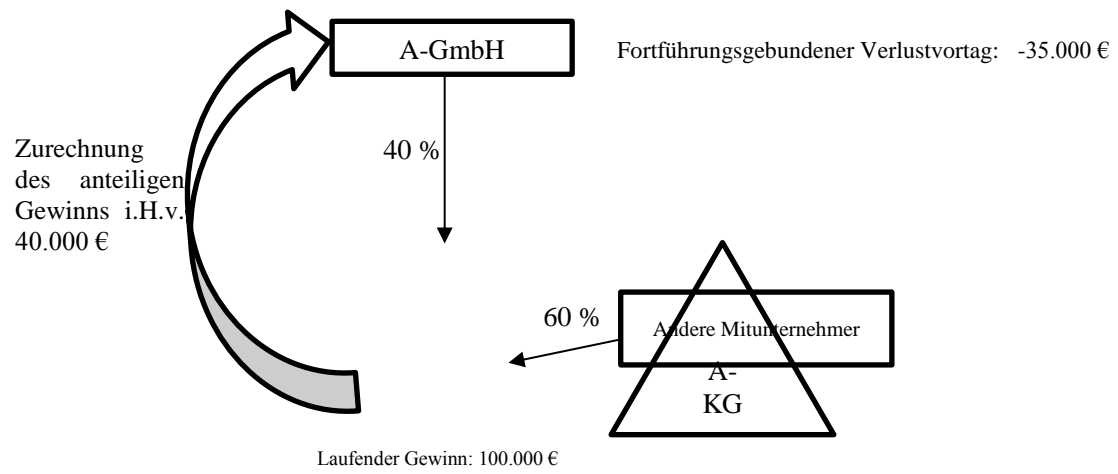 A-GmbH
Fortführungsgebundener Verlustvortag: -35.000 €
40 %
Zurechnung
des anteiligen
Gewinns i.H.v.
40.000 €
60 %
Andere Mitunternehmer
A-
KG
Laufender Gewinn: 100.000 €